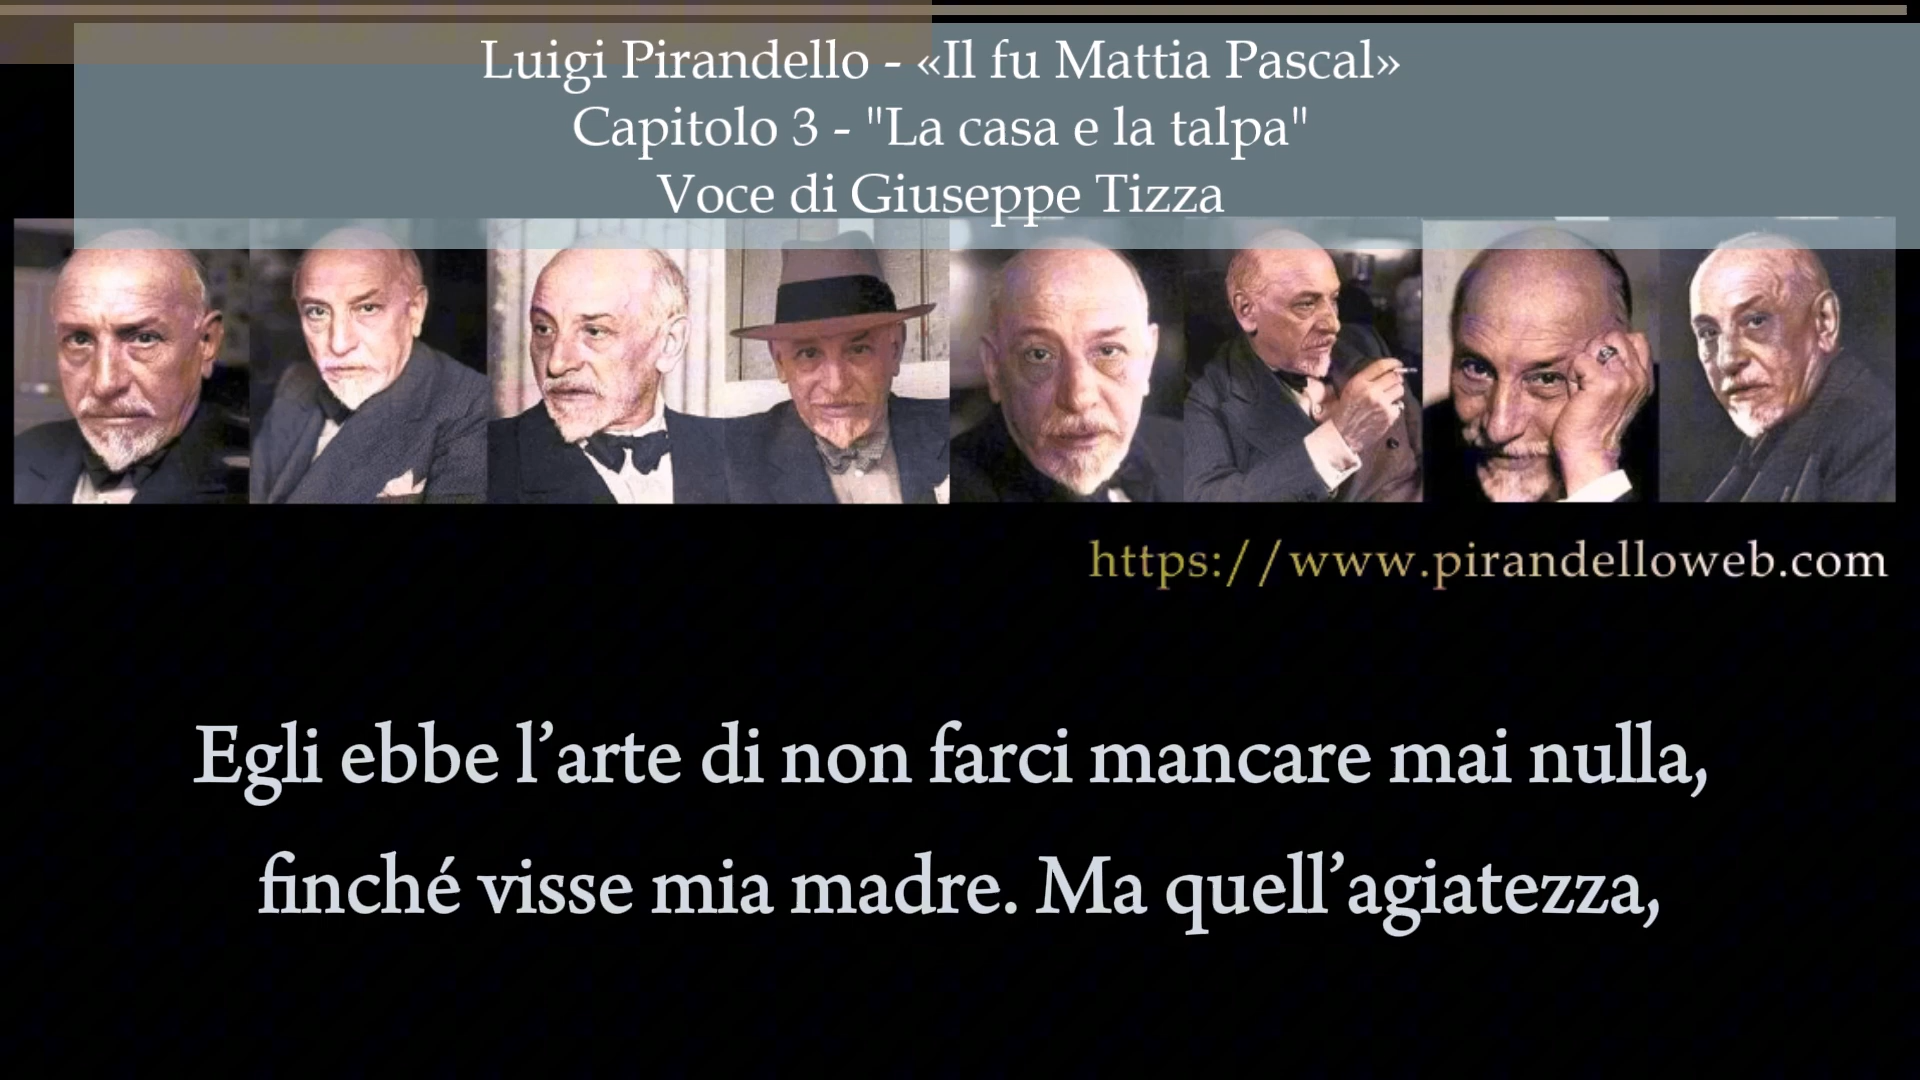 Luigi Pirandello - «Il fu Mattia Pascal»
Capitolo 3 - "La casa e la talpa"
Voce di Giuseppe Tizza
https://www.pirandelloweb.com
Egli ebbe l’arte di non farci mancare mai nulla,
finché visse mia madre. Ma quell’agiatezza,